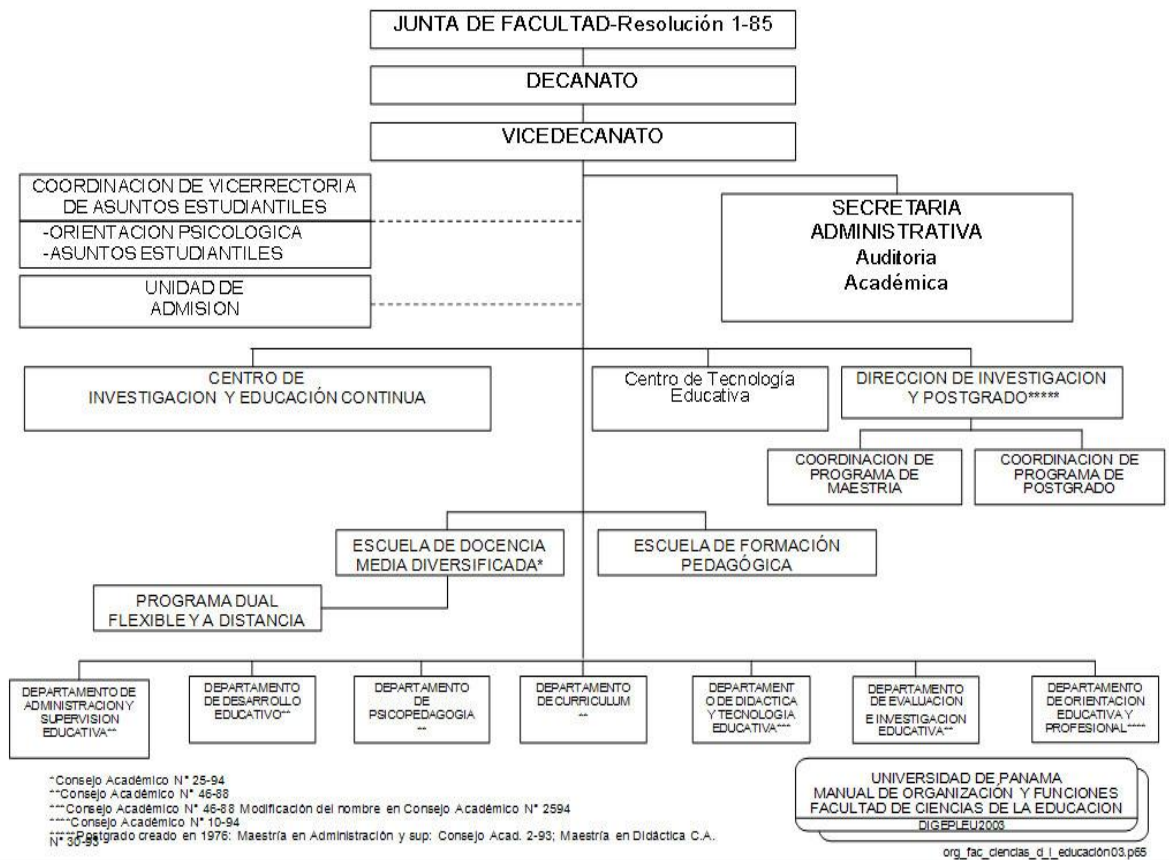 JUNTA DE FACULTAD-Resolución 1-85
DECANATO
VICEDECANATO
COORDINACION DE VICERRECTORIA
DE ASUNTOS ESTUDIANTILES
-ORIENTACION PSICOLOGICA
-ASUNTOS ESTUDIANTILES
UNIDAD DE
ADMISION
SECRETARIA
ADMINISTRATIVA
Auditoria
Académica
CENTRO DE
INVESTIGACION Y EDUCACIÓN CONTINUA
Centro de Tecnología
Educativa
DIRECCION DE INVESTIGACION
Y POSTGRADO*****
COORDINACION DE
PROGRAMA DE
MAESTRIA
COORDINACION DE
PROGRAMA DE
POSTGRADO
ESCUELA DE DOCENCIA
MEDIA DIVERSIFICADA*
ESCUELA DE FORMACIÓN
PEDAGÓGICA
PROGRAMA DUAL
FLEXIBLE Y A DISTANCIA
DEPARTAMENTO DE
ADMINISTRACION Y
SUPERVISION
EDUCATIVA**
DEPARTAMENTO
DE DESARROLLO
EDUCATIVO**
DEPARTAMENTO
DE
PSICOPEDAGOGIA
**
DEPARTAMENTO
DE CURRICULUM
**
DEPARTAMENT
O DE DIDACTICA
Y TECNOLOGIA
EDUCATIVA***
DEPARTAMENTO
DE EVALUACION
E INVESTIGACION
EDUCATIVA**
DEPARTAMENTO
DE ORIENTACION
EDUCATIVA Y
PROFESIONAL****
*Consejo Académico N° 25-94
**Consejo Académico N° 46-88
***Consejo Académico N° 46-88 Modificación del nombre en Consejo Académico N° 2594
****Consejo Académico N° 10-94
*****Postgrado creado en 1976: Maestría en Administración y sup: Consejo Acad. 2-93; Maestría en Didáctica C.A.
N° 30-93
UNIVERSIDAD DE PANAMA
MANUAL DE ORGANIZACIÓN Y FUNCIONES
FACULTAD DE CIENCIAS DE LA EDUCACION
DIGEPLEU2003
org_fac_ciencias_d_l_educación03.p65